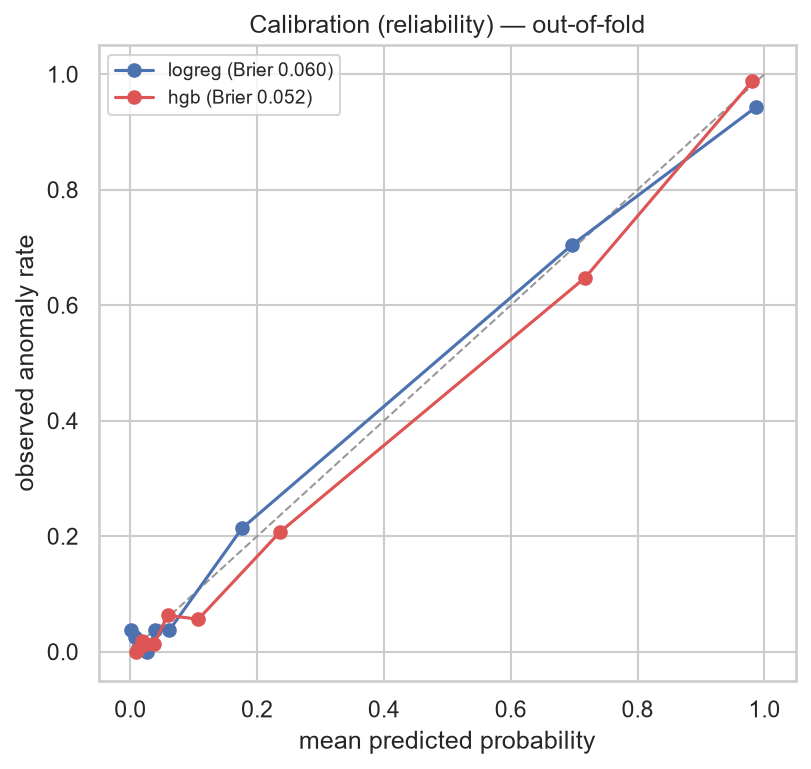 Calibration (reliability) — out-of-fold
logreg (Brier 0.060)
hgb (Brier 0.052)
observed anomaly rate
1.0
0.8
0.6
0.4
0.2
0.0
0.0 0.2 0.4 0.6 0.8 1.0
mean predicted probability